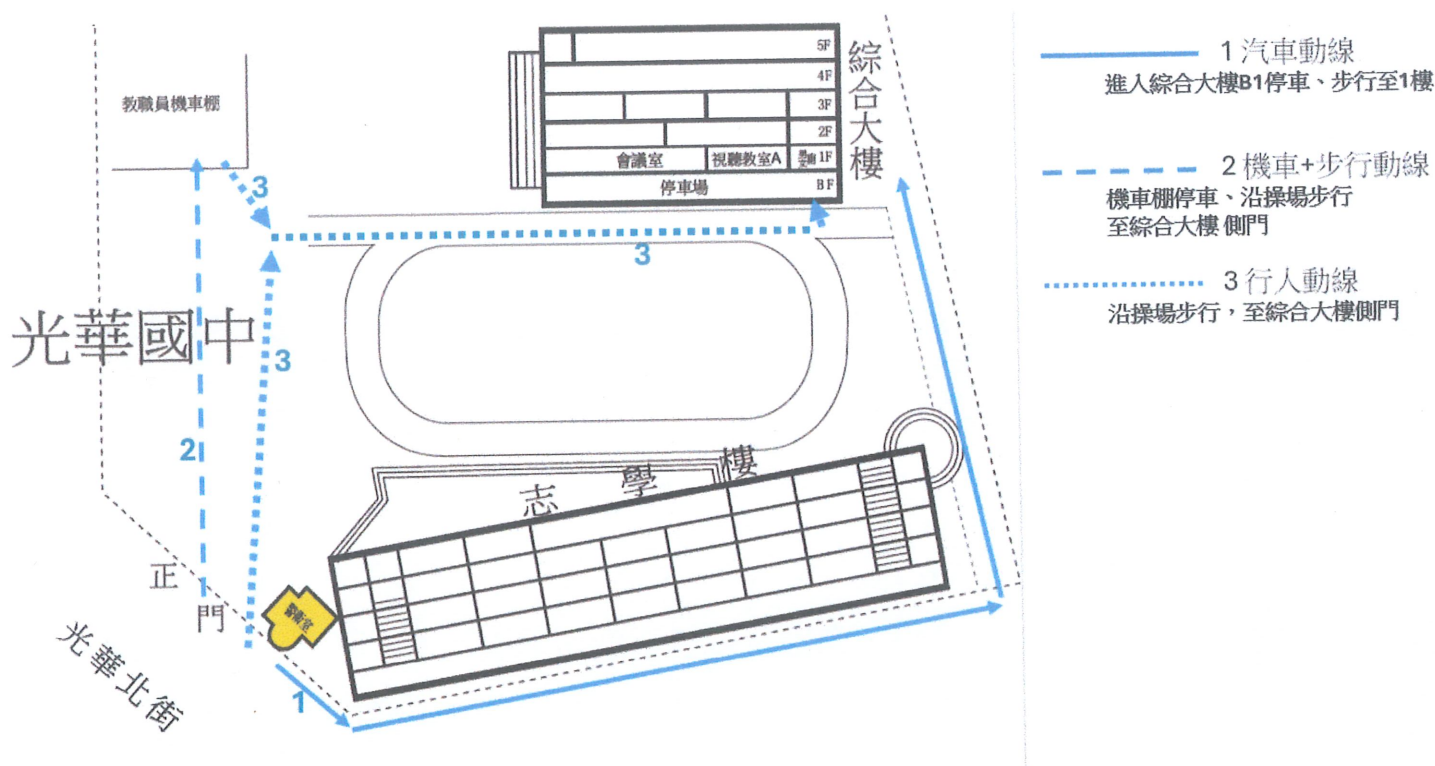 5F
4F
3F
2F
會議室
視聽教室A
1F
停車場
BF
綜合大樓
教職員機車棚
3
3
3
光華國中
2
志學樓
正門
警衛室
光華北街
1
1 汽車動線
進入綜合大樓B1停車、步行至1樓
2 機車+步行動線
機車棚停車、沿操場步行
至綜合大樓 側門
3 行人動線
沿操場步行，至綜合大樓側門